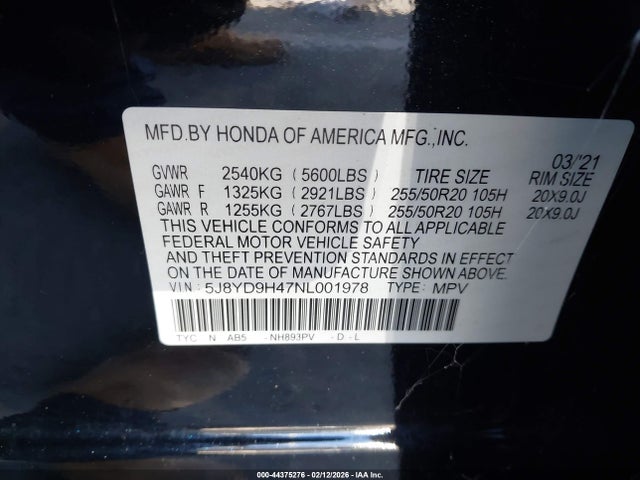 MFD.BY HONDA OF AMERICA MFG.,INC.
03/'21
GVWR 2540KG ( 5600LBS ) TIRE SIZE RIM SIZE
GAWR F 1325KG ( 2921LBS ) 255/50R20 105H 20X9.0J
GAWR R 1255KG ( 2767LBS ) 255/50R20 105H 20X9.0J
THIS VEHICLE CONFORMS TO ALL APPLICABLE
FEDERAL MOTOR VEHICLE SAFETY
AND THEFT PREVENTION STANDARDS IN EFFECT
ON THE DATE OF MANUFACTURE SHOWN ABOVE.
VIN: 5J8YD9H47NL001978 TYPE: MPV
TYC N AB5 -NH893PV -D-L
000-44375276 - 02/12/2026 - IAA Inc.